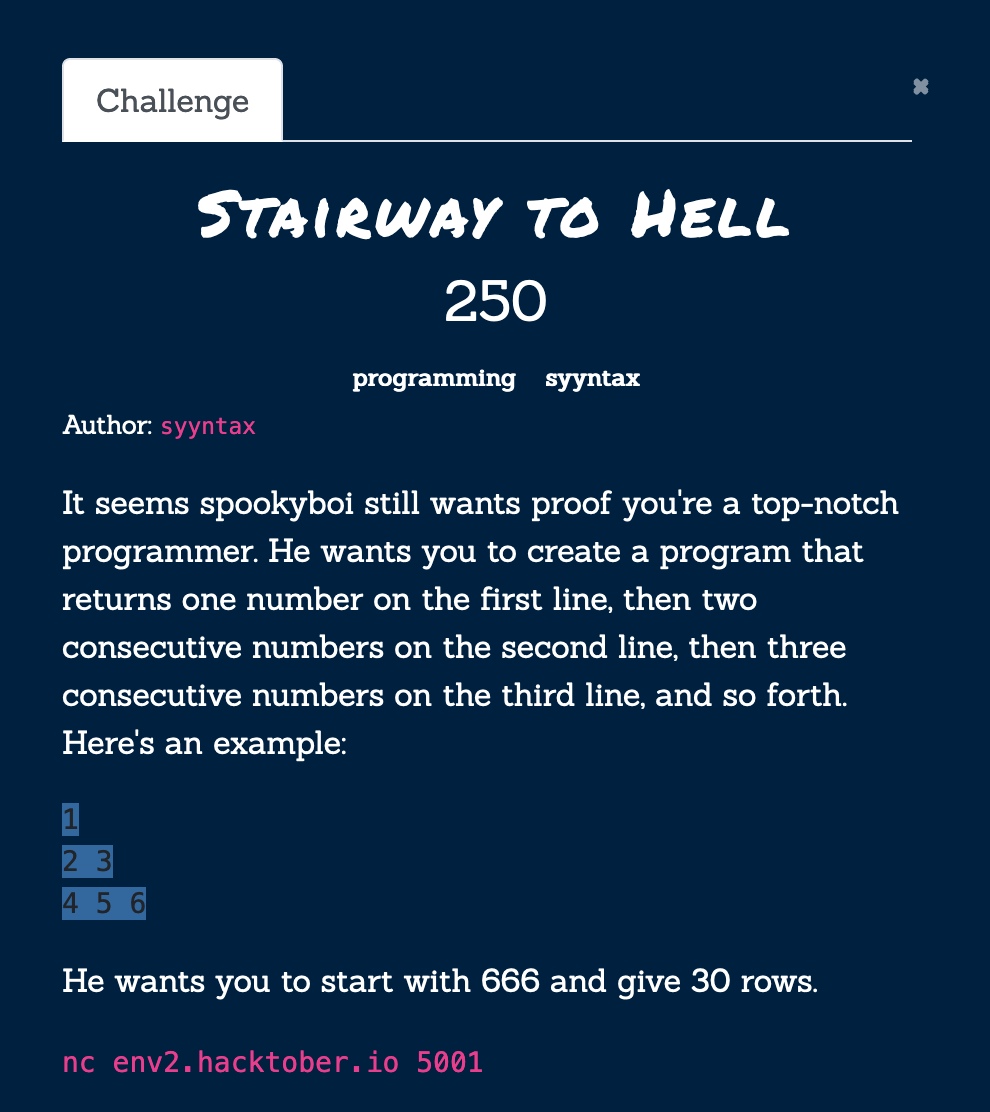 Challenge
✖
Stairway to Hell
250
programming syyntax
Author: syyntax
It seems spookyboi still wants proof you're a top-notch
programmer. He wants you to create a program that
returns one number on the first line, then two
consecutive numbers on the second line, then three
consecutive numbers on the third line, and so forth.
Here's an example:
1
2 3
4 5 6
He wants you to start with 666 and give 30 rows.
nc env2.hacktober.io 5001